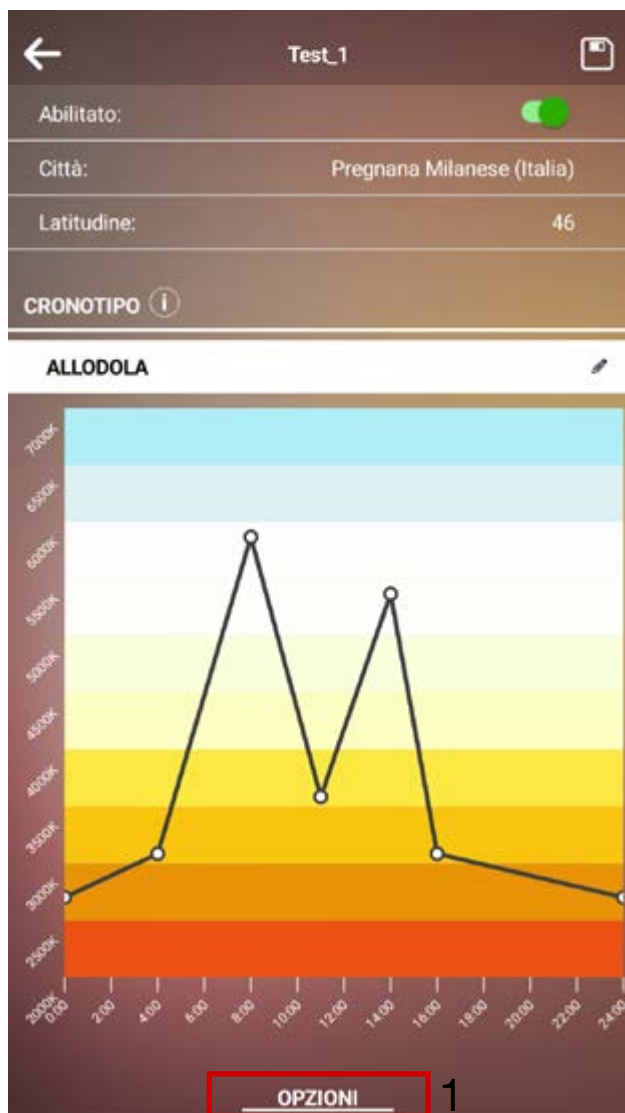 Test_1
Abilitato:
Città: Pregnana Milanese (Italia)
Latitudine: 46
CRONOTIPO i
ALLODOLA
7000K
6500K
6000K
5500K
5000K
4500K
4000K
3500K
3000K
2500K
2000K
0:00 2:00 4:00 6:00 8:00 10:00 12:00 14:00 16:00 18:00 20:00 22:00 24:00
OPZIONI 1